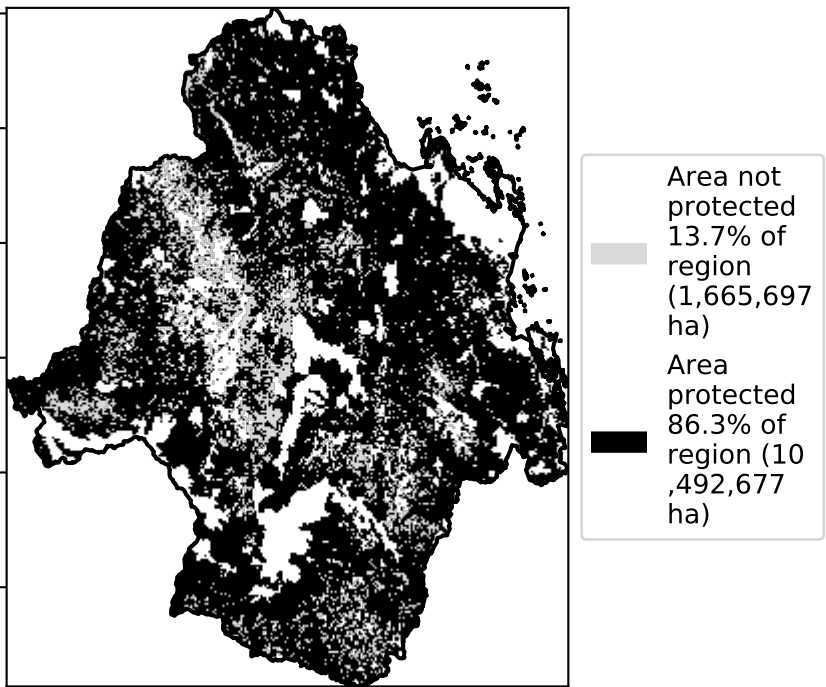 Area not
protected
13.7% of
region
(1,665,697
ha)
Area
protected
86.3% of
region (10
,492,677
ha)